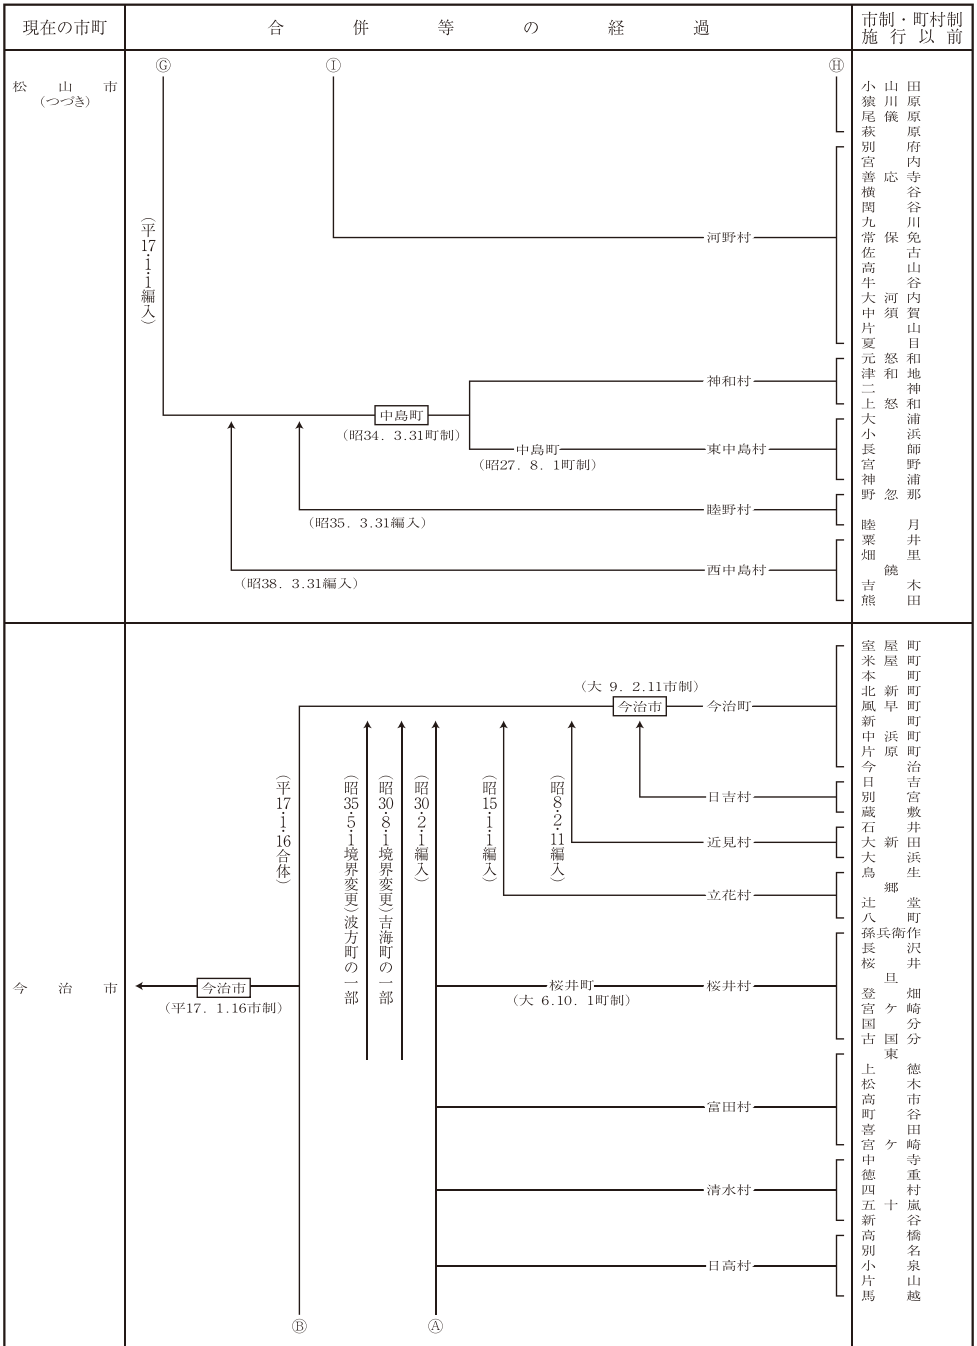 現在の市町
合併等の経過
市制・町村制
施行以前
松山市
(つづき)
Ⓖ
Ⓘ
Ⓗ
(平17・1・1編入)
河野村
神和村
中島町
(昭34. 3.31町制)
中島町
(昭27. 8. 1町制)
東中島村
睦野村
(昭35. 3.31編入)
西中島村
(昭38. 3.31編入)
小山田
猿川原
尾儀原
萩原
別府
宮内
善応寺
横谷
閏谷
九川
常保免
佐古
高山
牛谷
大河内
中須賀
片山
夏目
元怒和
津和地
二神
上怒和
大浦
小浜
長師
宮野
神浦
野忽那
睦月
粟井
畑里
饒
吉木
熊田
今治市
今治市
(平17. 1.16市制)
(平17・1・16合体)
(昭35・5・1境界変更)波方町の一部
(昭30・8・1境界変更)吉海町の一部
(昭30・2・1編入)
(昭15・1・1編入)
(昭8・2・11編入)
(大 9. 2.11市制)
今治市
今治町
日吉村
近見村
立花村
桜井町
(大 6.10. 1町制)
桜井村
富田村
清水村
日高村
Ⓑ
Ⓐ
室屋町
米屋町
本町
北新町
風早町
新町
中浜町
片原町
今治
日吉
別宮
蔵敷
石井
大新田
大浜
鳥生
郷
辻堂
八町
孫兵衛作
長沢
桜井
旦
登畑
宮ケ崎
国分
古国分
東
上徳
松木
高市
町谷
喜田
宮ケ崎
中寺
徳重
四村
五十嵐
新谷
高橋
別名
小泉
片山
馬越